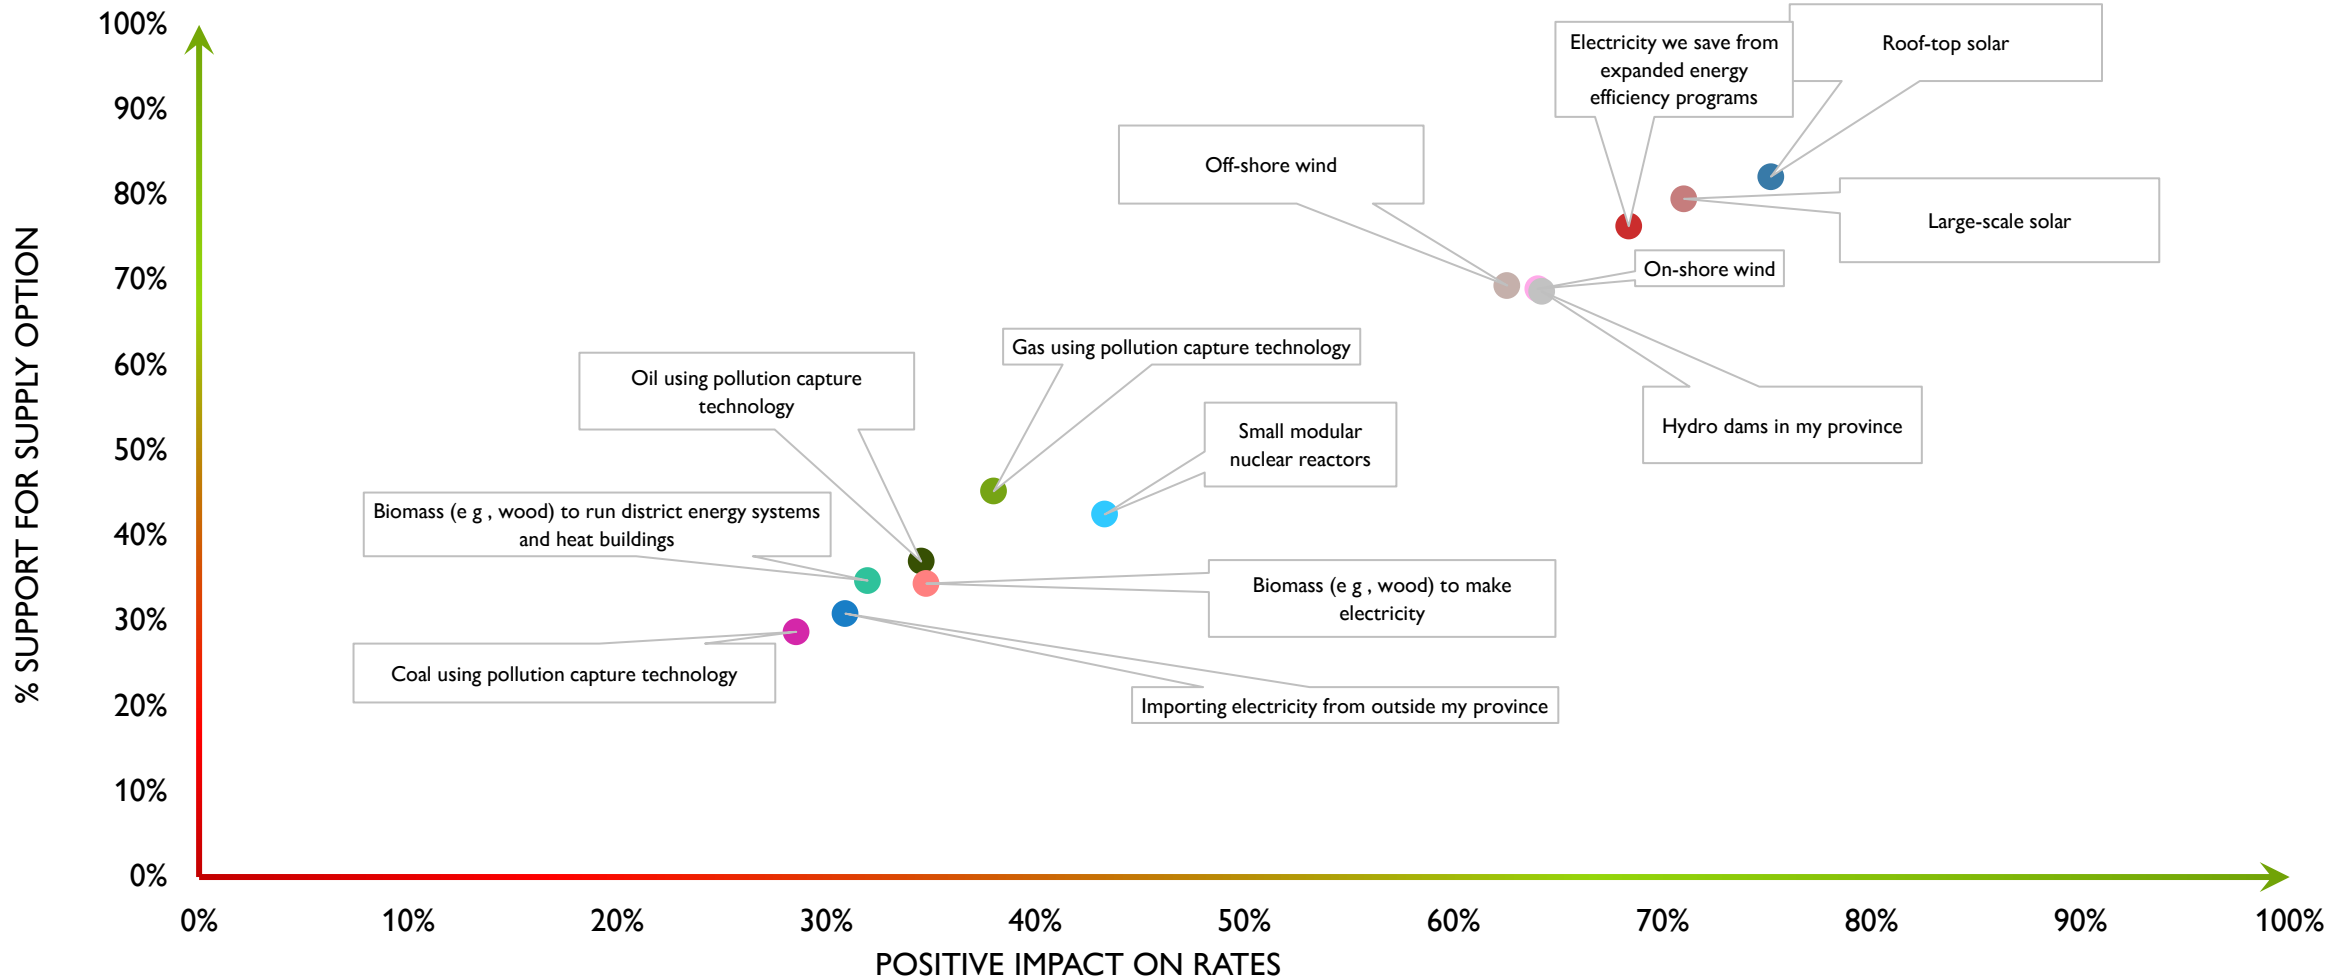 100%
90%
80%
70%
60%
50%
40%
30%
20%
10%
0%
% SUPPORT FOR SUPPLY OPTION
Electricity we save from
expanded energy
efficiency programs
Roof-top solar
Off-shore wind
Large-scale solar
On-shore wind
Gas using pollution capture technology
Oil using pollution capture
technology
Small modular
nuclear reactors
Hydro dams in my province
Biomass (e g , wood) to run district energy systems
and heat buildings
Biomass (e g , wood) to make
electricity
Coal using pollution capture technology
Importing electricity from outside my province
0%
10%
20%
30%
40%
50%
60%
70%
80%
90%
100%
POSITIVE IMPACT ON RATES